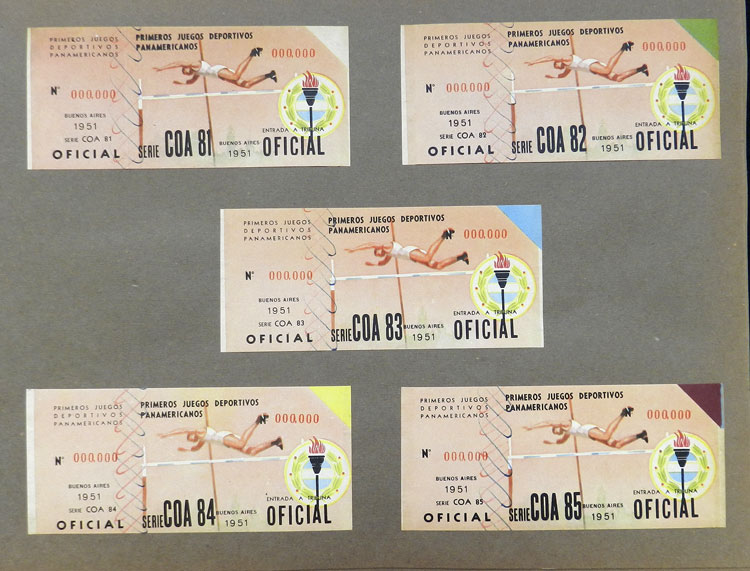 PRIMEROS JUEGOS
DEPORTIVOS
PANAMERICANOS
Nº 000.000
BUENOS AIRES
1951
SERIE COA 81
OFICIAL
PRIMEROS JUEGOS DEPORTIVOS
PANAMERICANOS
Nº 000.000
ENTRADA A TRIBUNA
SERIE COA 81 BUENOS AIRES 1951 OFICIAL
PRIMEROS JUEGOS
DEPORTIVOS
PANAMERICANOS
Nº 000.000
BUENOS AIRES
1951
SERIE COA 82
OFICIAL
PRIMEROS JUEGOS DEPORTIVOS
PANAMERICANOS
Nº 000.000
ENTRADA A TRIBUNA
SERIE COA 82 BUENOS AIRES 1951 OFICIAL
PRIMEROS JUEGOS
DEPORTIVOS
PANAMERICANOS
Nº 000.000
BUENOS AIRES
1951
SERIE COA 83
OFICIAL
PRIMEROS JUEGOS DEPORTIVOS
PANAMERICANOS
Nº 000.000
ENTRADA A TRIBUNA
SERIE COA 83 BUENOS AIRES 1951 OFICIAL
PRIMEROS JUEGOS
DEPORTIVOS
PANAMERICANOS
Nº 000.000
BUENOS AIRES
1951
SERIE COA 84
OFICIAL
PRIMEROS JUEGOS DEPORTIVOS
PANAMERICANOS
Nº 000.000
ENTRADA A TRIBUNA
SERIE COA 84 BUENOS AIRES 1951 OFICIAL
PRIMEROS JUEGOS
DEPORTIVOS
PANAMERICANOS
Nº 000.000
BUENOS AIRES
1951
SERIE COA 85
OFICIAL
PRIMEROS JUEGOS DEPORTIVOS
PANAMERICANOS
Nº 000.000
ENTRADA A TRIBUNA
SERIE COA 85 BUENOS AIRES 1951 OFICIAL